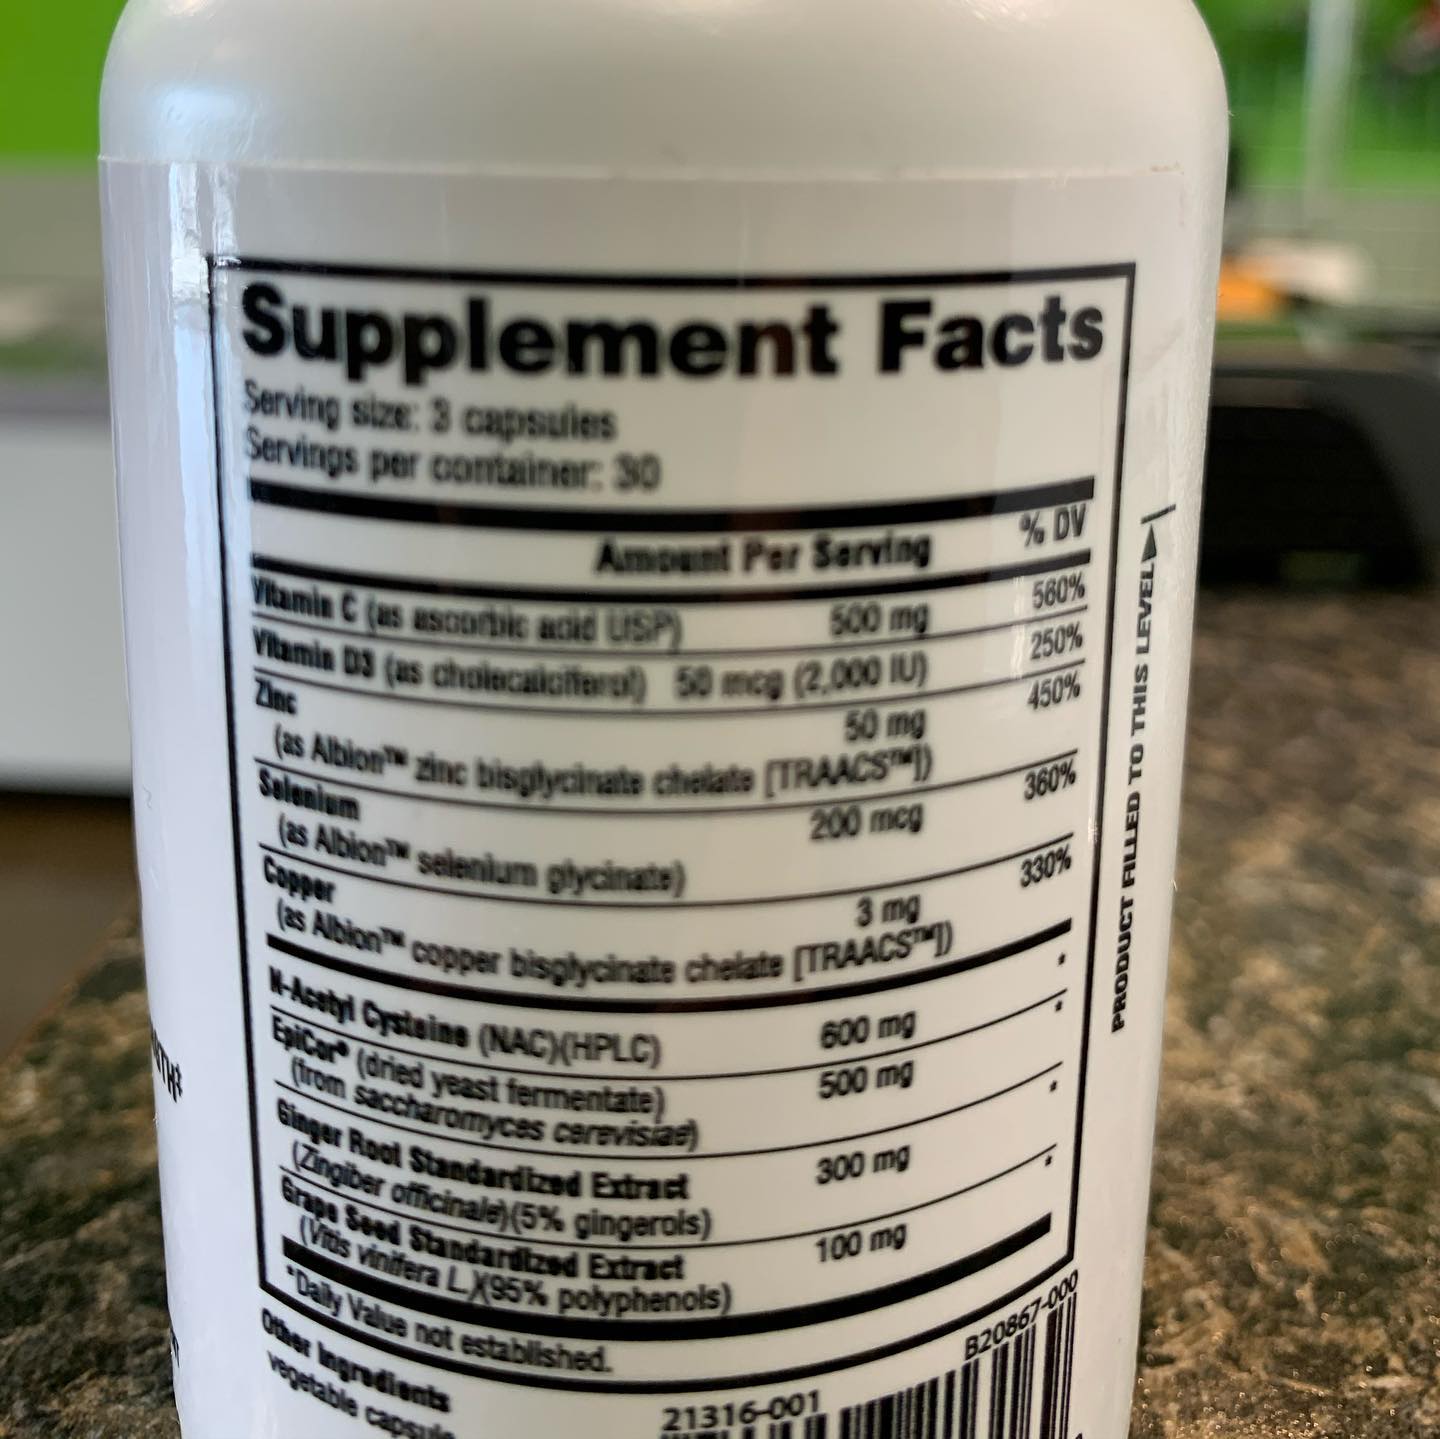 Supplement Facts
Serving size: 3 capsules
Servings per container: 30
Amount Per Serving % DV
Vitamin C (as ascorbic acid USP) 500 mg 560%
Vitamin D3 (as cholecalciferol) 50 mcg (2,000 IU) 250%
Zinc 50 mg 450%
(as Albion™ zinc bisglycinate chelate [TRAACS™])
Selenium 200 mcg 360%
(as Albion™ selenium glycinate)
Copper 3 mg 330%
(as Albion™ copper bisglycinate chelate [TRAACS™])
N-Acetyl Cysteine (NAC)(HPLC) 600 mg *
EpiCor® (dried yeast fermentate) 500 mg *
(from saccharomyces cerevisiae)
Ginger Root Standardized Extract 300 mg *
(Zingiber officinale)(5% gingerols)
Grape Seed Standardized Extract 100 mg *
(Vitis vinifera L.)(95% polyphenols)
*Daily Value not established.
Other Ingredients
vegetable capsule
21316-001
B20867-000
PRODUCT FILLED TO THIS LEVEL